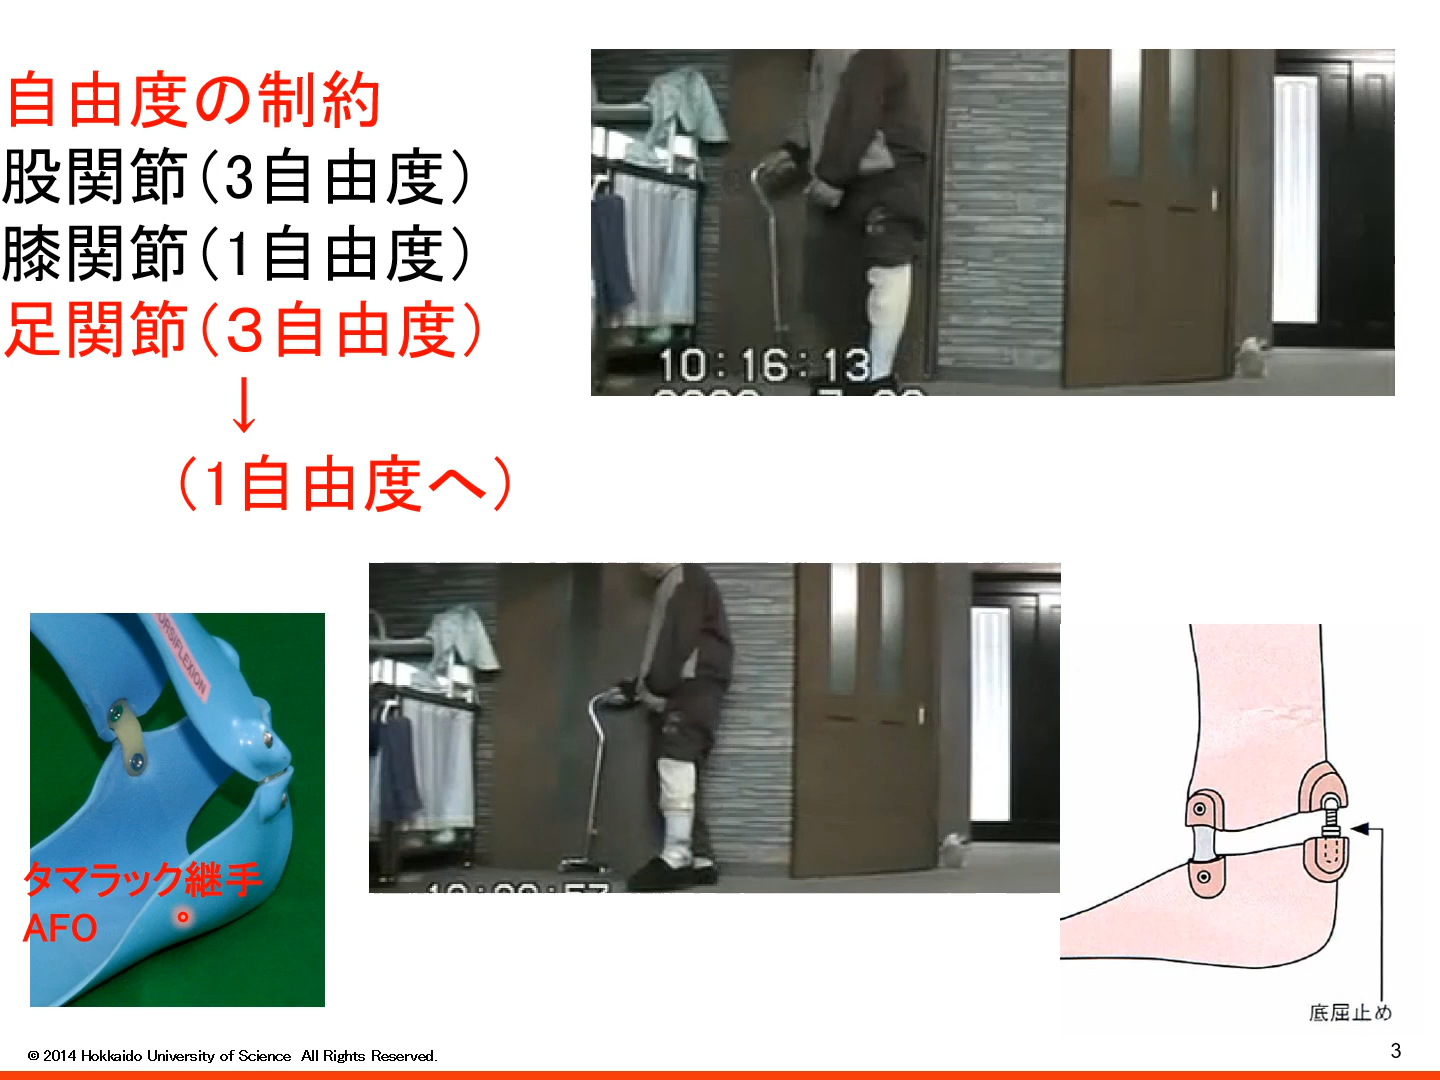 自由度の制約
股関節（3自由度）
膝関節（1自由度）
足関節（３自由度）
↓
（1自由度へ）
10:16:13
DORSIFLEXION
タマラック継手
AFO
底屈止め
© 2014 Hokkaido University of Science All Rights Reserved.
3